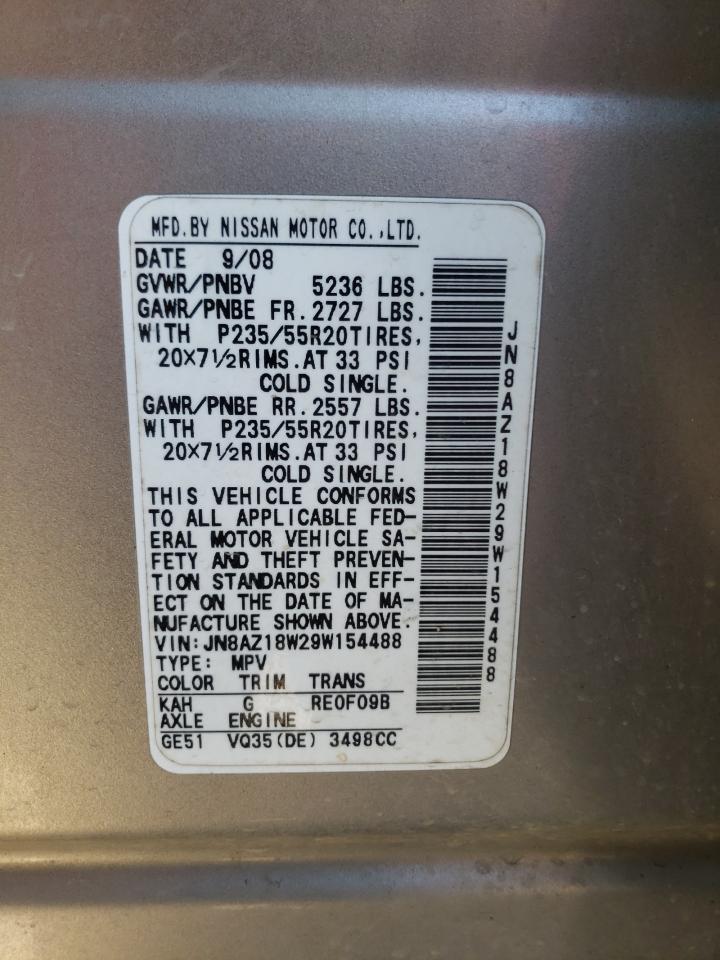 MFD.BY NISSAN MOTOR CO.,LTD.
DATE 9/08
GVWR/PNBV 5236 LBS.
GAWR/PNBE FR.2727 LBS.
WITH P235/55R20TIRES,
20X7½RIMS.AT 33 PSI
COLD SINGLE.
GAWR/PNBE RR.2557 LBS.
WITH P235/55R20TIRES,
20X7½RIMS.AT 33 PSI
COLD SINGLE.
THIS VEHICLE CONFORMS
TO ALL APPLICABLE FED-
ERAL MOTOR VEHICLE SA-
FETY AND THEFT PREVEN-
TION STANDARDS IN EFF-
ECT ON THE DATE OF MA-
NUFACTURE SHOWN ABOVE.
VIN:JN8AZ18W29W154488
TYPE: MPV
COLOR TRIM TRANS
KAH G RE0F09B
AXLE ENGINE
GE51 VQ35(DE) 3498CC
JN8AZ18W29W154488